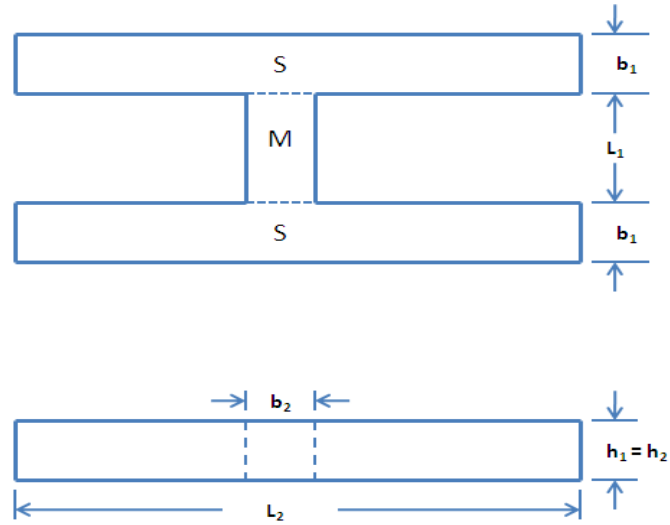 S
b₁
M
L₁
S
b₁
b₂
h₁ = h₂
L₂